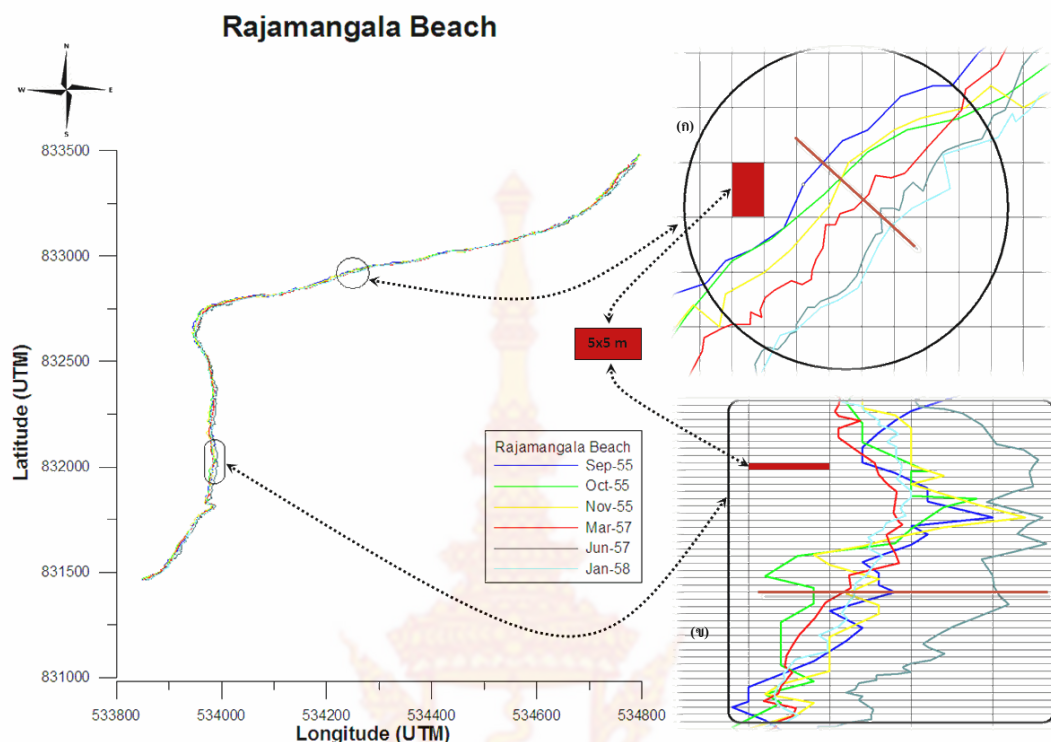 Rajamangala Beach
N
W
E
S
(ก)
833500
833000
832500
832000
831500
831000
Latitude (UTM)
533800
534000
534200
534400
534600
534800
Longitude (UTM)
5x5 m
Rajamangala Beach
Sep-55
Oct-55
Nov-55
Mar-57
Jun-57
Jan-58
(ข)